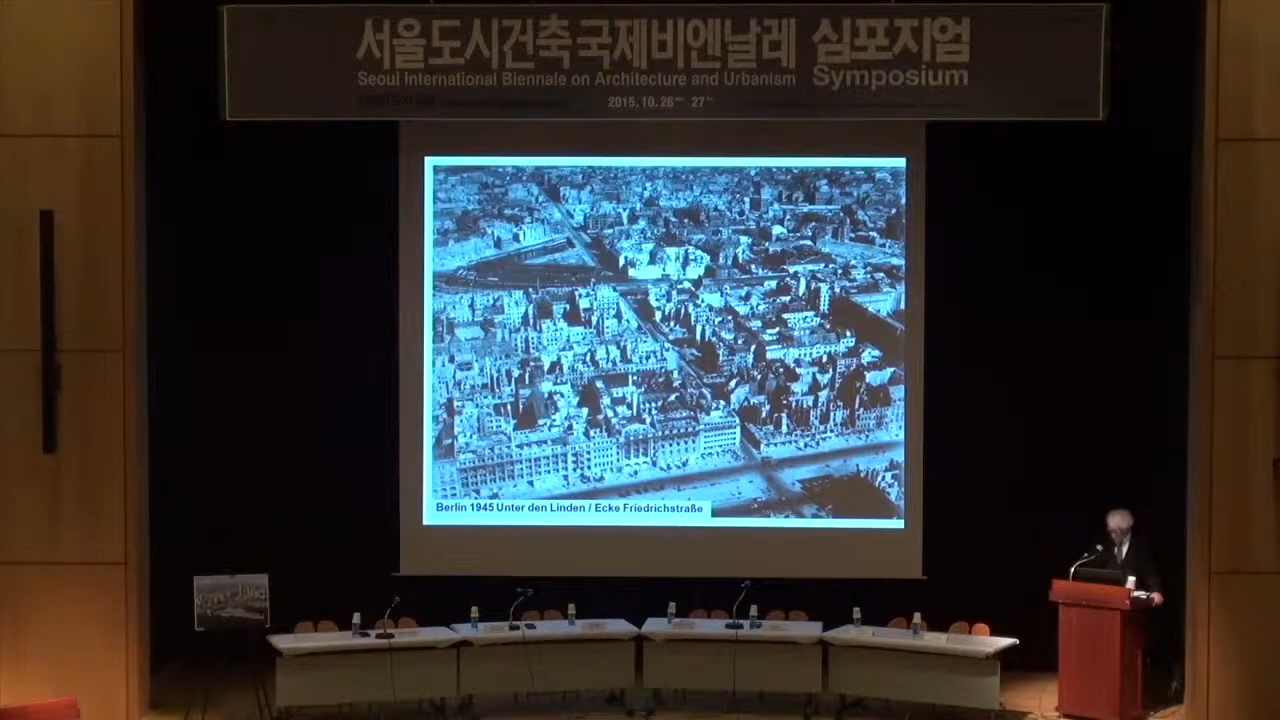 서울도시건축국제비엔날레 심포지엄
Seoul International Biennale on Architecture and Urbanism Symposium
2015. 10. 26 27
Berlin 1945 Unter den Linden / Ecke Friedrichstraße